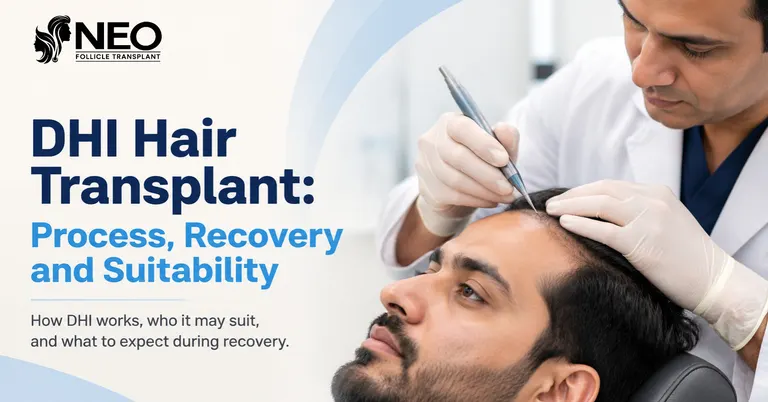 NEO
FOLLICLE TRANSPLANT
DHI Hair
Transplant:
Process, Recovery
and Suitability
How DHI works, who it may suit,
and what to expect during recovery.